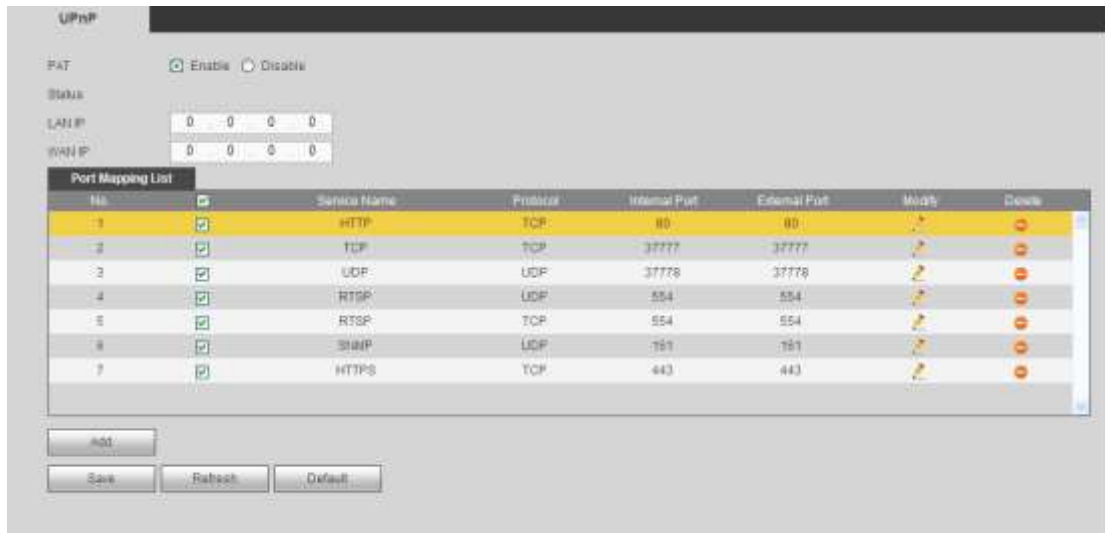 UPnP
PAT Enable Disable
Status
LAN IP 0 0 0 0
WAN IP 0 0 0 0
Port Mapping List
No. Service Name Protocol Internal Port External Port Modify Delete
1 HTTP TCP 80 80
2 TCP TCP 37777 37777
3 UDP UDP 37778 37778
4 RTSP UDP 554 554
5 RTSP TCP 554 554
6 SNMP UDP 161 161
7 HTTPS TCP 443 443
Add
Save Refresh Default